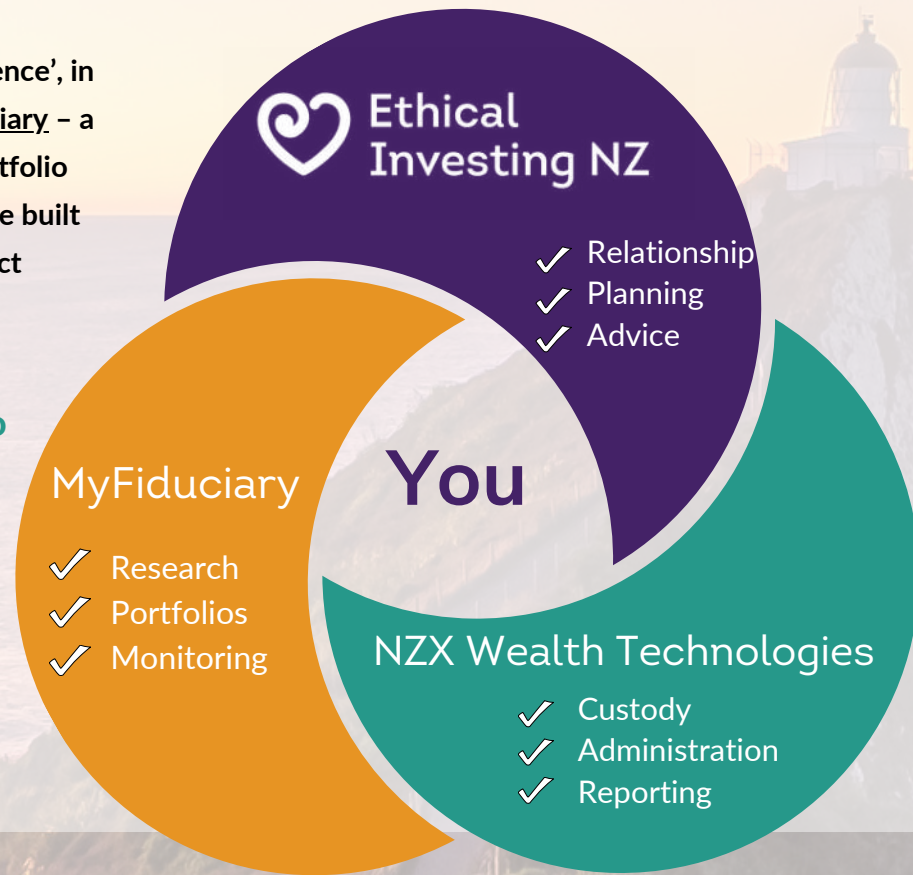 ence’, in
iary – a
tfolio
e built
ct
Ethical
Investing NZ
Relationship
Planning
Advice
You
MyFiduciary
Research
Portfolios
Monitoring
NZX Wealth Technologies
Custody
Administration
Reporting